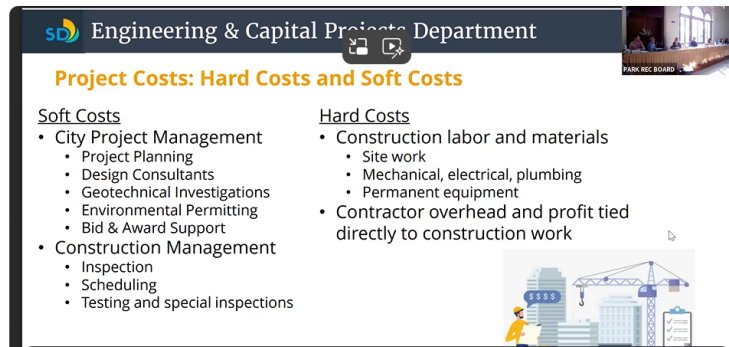 SD Engineering & Capital Projects Department
PARK REC BOARD
Project Costs: Hard Costs and Soft Costs
Soft Costs
• City Project Management
• Project Planning
• Design Consultants
• Geotechnical Investigations
• Environmental Permitting
• Bid & Award Support
• Construction Management
• Inspection
• Scheduling
• Testing and special inspections
Hard Costs
• Construction labor and materials
• Site work
• Mechanical, electrical, plumbing
• Permanent equipment
• Contractor overhead and profit tied
directly to construction work
$$$$